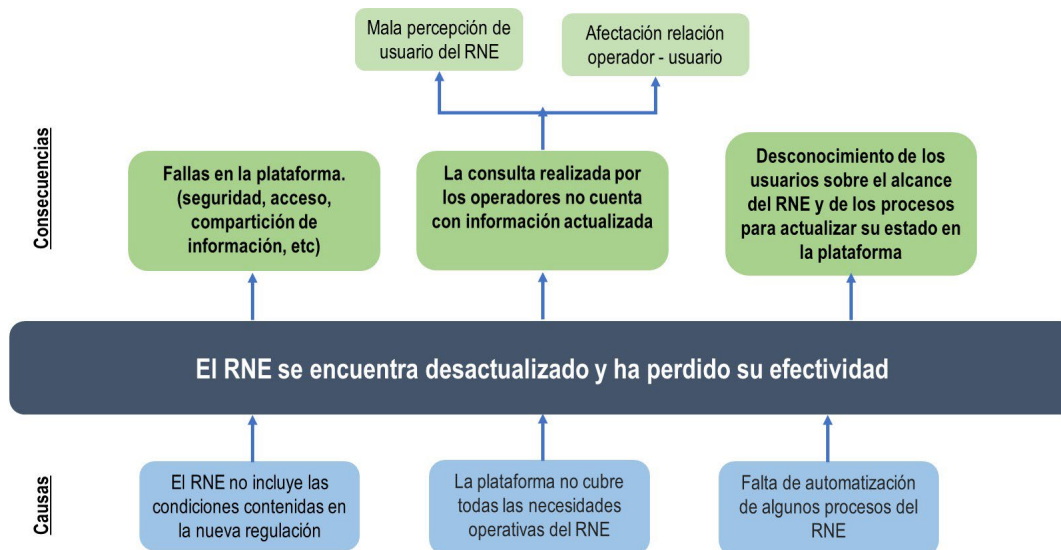 Mala percepción de
usuario del RNE
Afectación relación
operador - usuario
Consecuencias
Fallas en la plataforma.
(seguridad, acceso,
compartición de
información, etc)
La consulta realizada por
los operadores no cuenta
con información actualizada
Desconocimiento de los
usuarios sobre el alcance
del RNE y de los procesos
para actualizar su estado en
la plataforma
El RNE se encuentra desactualizado y ha perdido su efectividad
Causas
El RNE no incluye las
condiciones contenidas en
la nueva regulación
La plataforma no cubre
todas las necesidades
operativas del RNE
Falta de automatización
de algunos procesos del
RNE